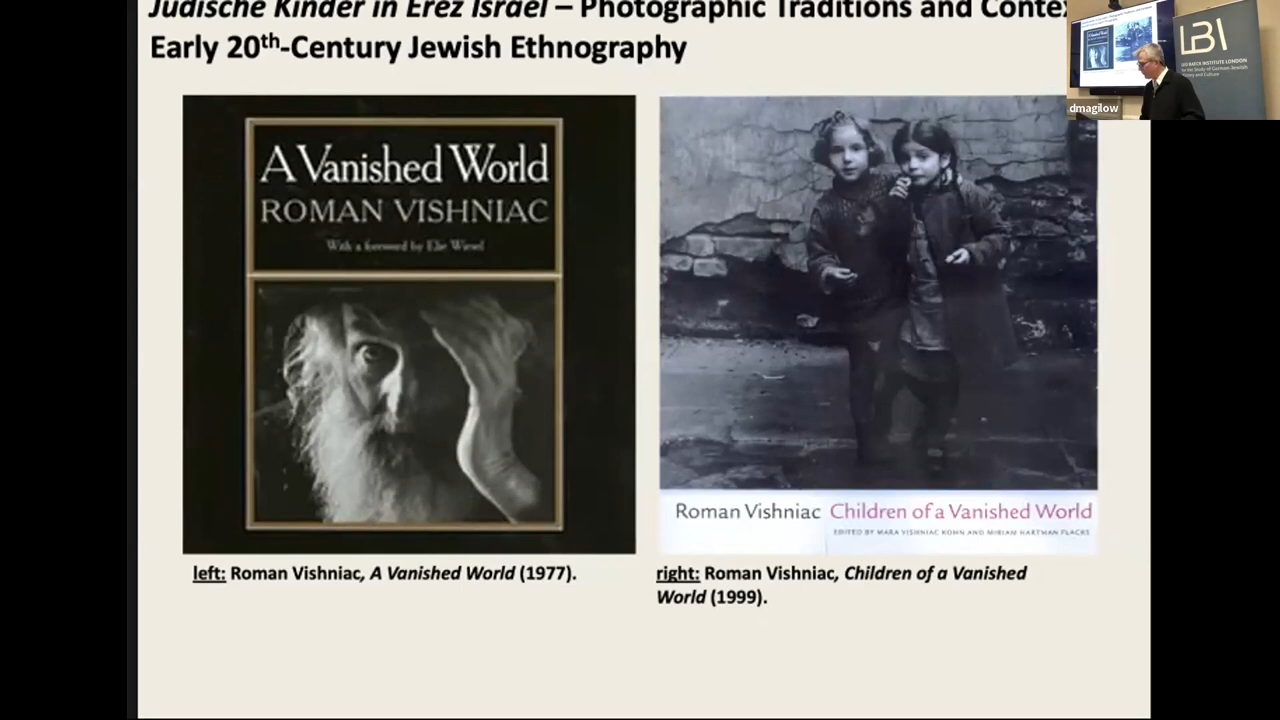 Jüdische Kinder in Erez Israel – Photographic Traditions and
Early 20th-Century Jewish Ethnography
A Vanished World
ROMAN VISHNIAC
With a foreword by Elie Wiesel
Roman Vishniac Children of a Vanished World
EDITED BY MARA VISHNIAC KOHN AND MIRIAM HARTMAN FLACKS
left: Roman Vishniac, A Vanished World (1977).
right: Roman Vishniac, Children of a Vanished
World (1999).
LBI
LEO BAECK INSTITUTE LONDON
for the Study of German-Jewish
History and Culture
dmagilow